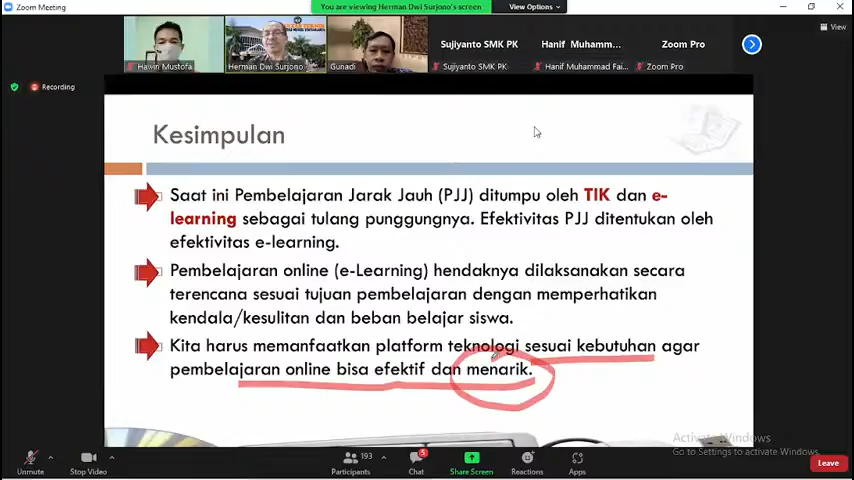 Zoom Meeting
You are viewing Herman Dwi Surjono's screen
View Options
View
Hawin Mustofa
Herman Dwi Surjono
Gunadi
Sujiyanto SMK PK
Sujiyanto SMK PK
Hanif Muhamm...
Hanif Muhammad Fai...
Zoom Pro
Zoom Pro
Recording
Kesimpulan
Saat ini Pembelajaran Jarak Jauh (PJJ) ditumpu oleh TIK dan e-
learning sebagai tulang punggungnya. Efektivitas PJJ ditentukan oleh
efektivitas e-learning.
Pembelajaran online (e-Learning) hendaknya dilaksanakan secara
terencana sesuai tujuan pembelajaran dengan memperhatikan
kendala/kesulitan dan beban belajar siswa.
Kita harus memanfaatkan platform teknologi sesuai kebutuhan agar
pembelajaran online bisa efektif dan menarik.
Activate Windows
Go to Settings to activate Windows.
Unmute
Stop Video
193
Participants
5
Chat
Share Screen
Reactions
Apps
Leave